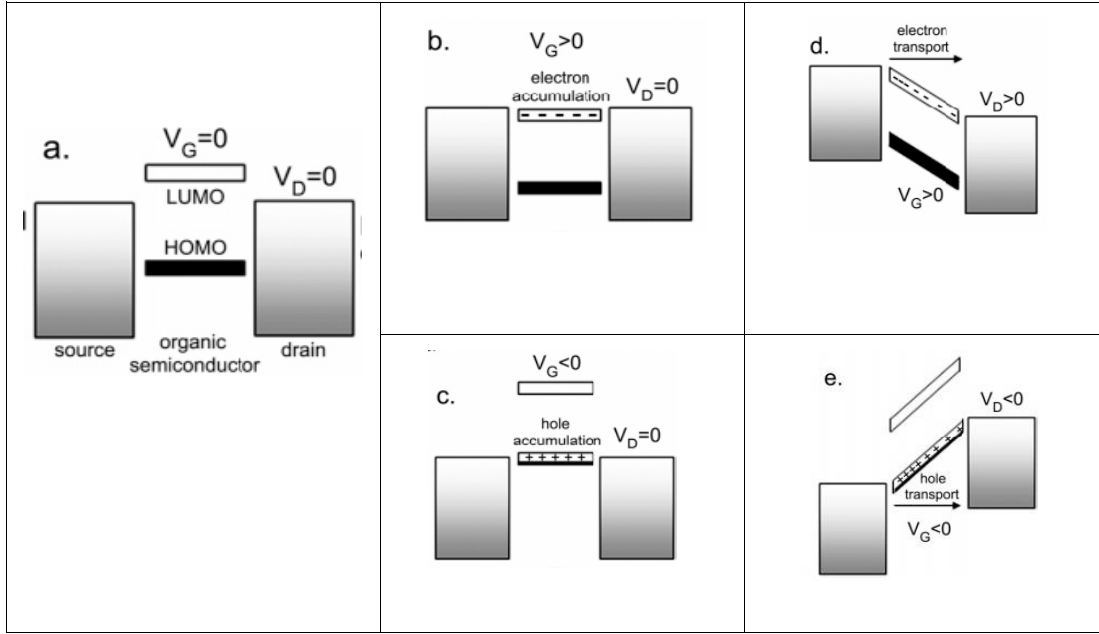 a.
V_G=0
V_D=0
LUMO
HOMO
source
organic
semiconductor
drain
b.
V_G>0
electron
accumulation
V_D=0
c.
V_G<0
hole
accumulation
V_D=0
+ + + + +
d.
electron
transport
V_D>0
V_G>0
e.
V_D<0
hole
transport
V_G<0